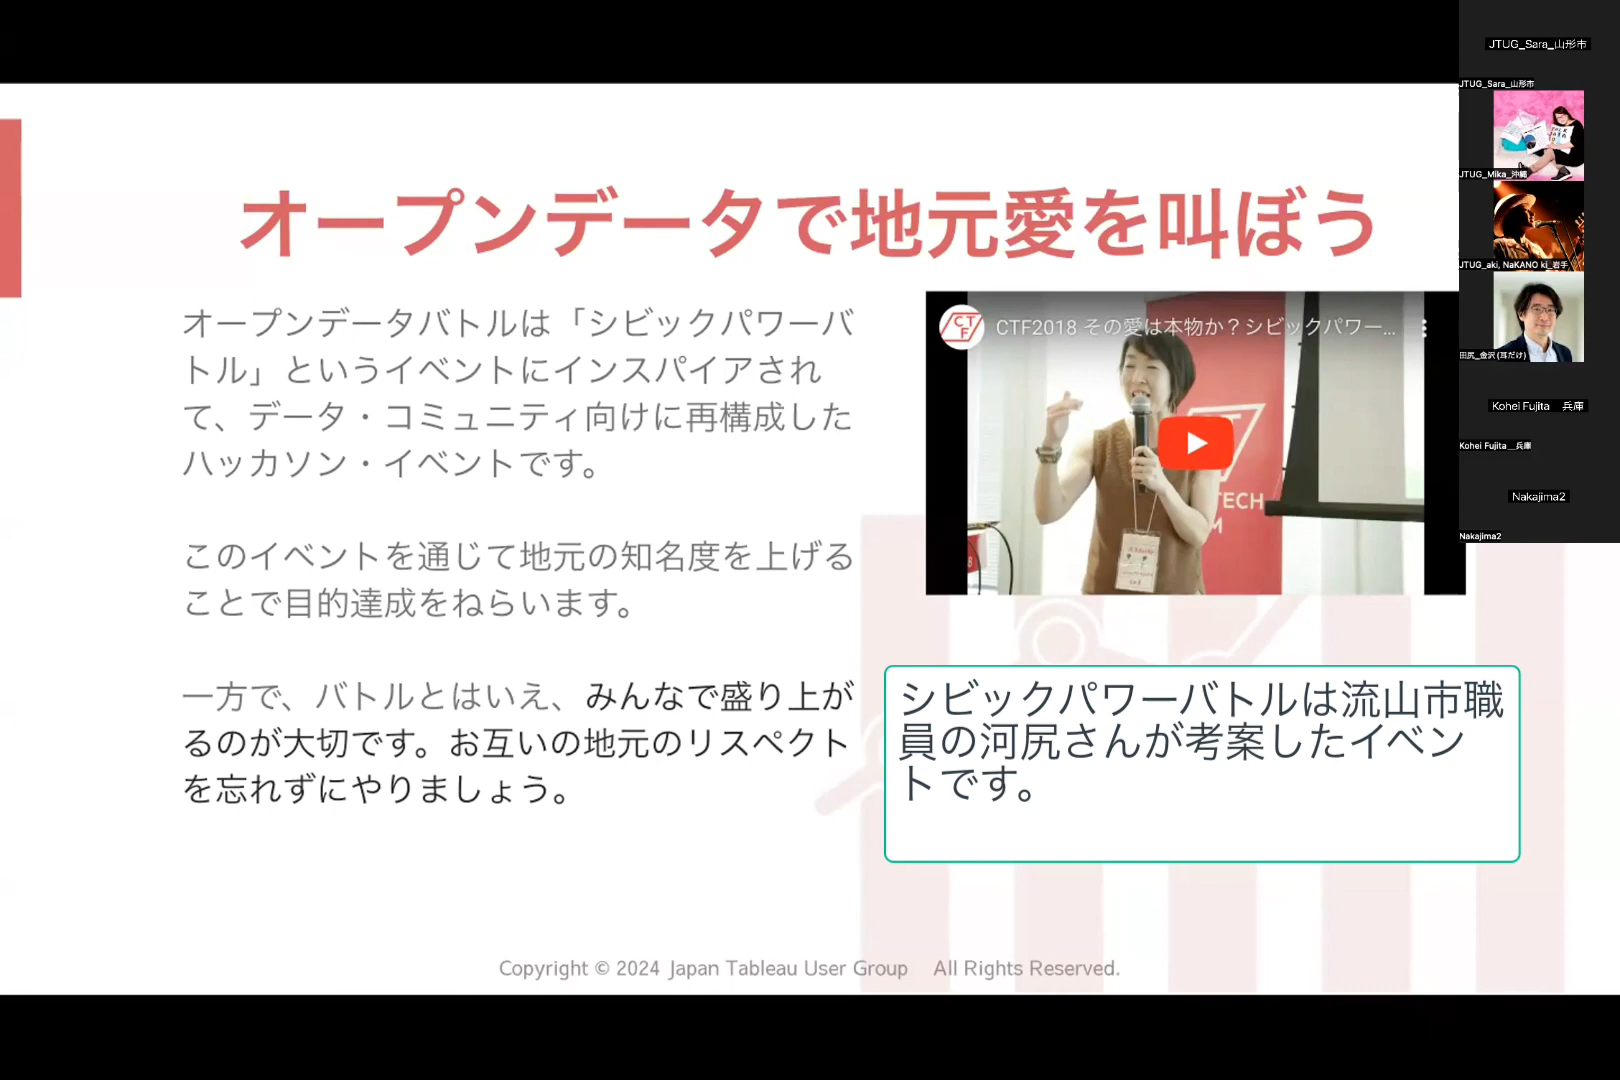 オープンデータで地元愛を叫ぼう
オープンデータバトルは「シビックパワーバ
トル」というイベントにインスパイアされ
て、データ・コミュニティ向けに再構成した
ハッカソン・イベントです。
このイベントを通じて地元の知名度を上げる
ことで目的達成をねらいます。
一方で、バトルとはいえ、みんなで盛り上が
るのが大切です。お互いの地元のリスペクト
を忘れずにやりましょう。
CTF
CTF2018 その愛は本物か？シビックパワー...
TECH
シビックパワーバトルは流山市職
員の河尻さんが考案したイベン
トです。
Copyright © 2024 Japan Tableau User Group All Rights Reserved.
JTUG_Sara_山形市
JTUG_Sara_山形市
JTUG_Mika_沖縄
JTUG_aki, NaKANO ki_岩手
田尻_金沢 (耳だけ)
Kohei Fujita　兵庫
Kohei Fujita＿兵庫
Nakajima2
Nakajima2